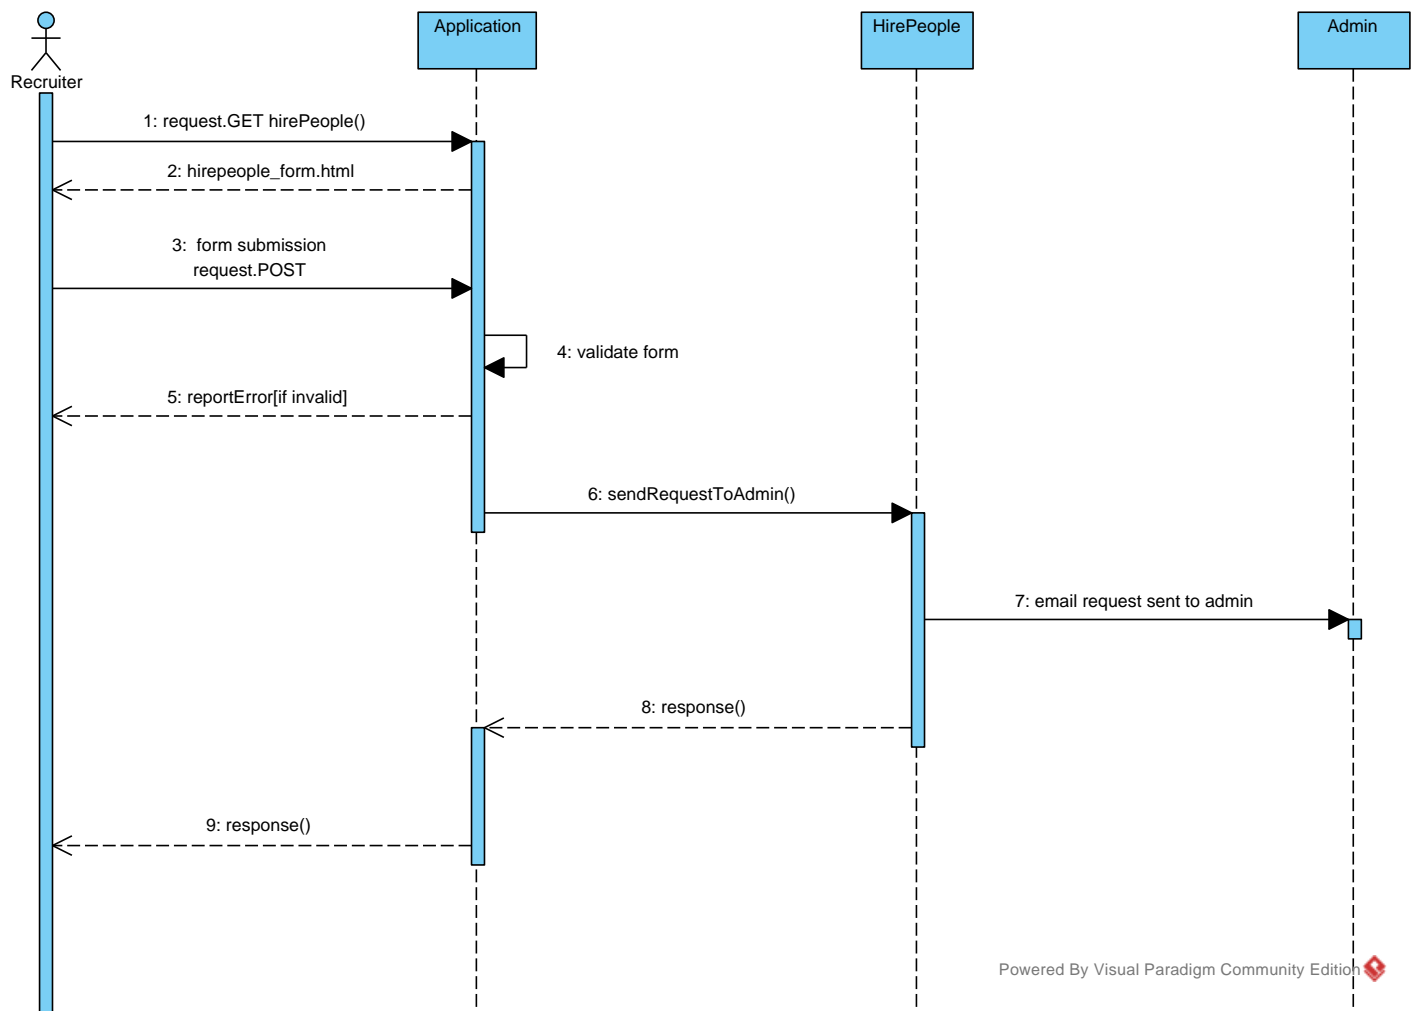 Application
HirePeople
Admin
Recruiter
1: request.GET hirePeople()
2: hirepeople_form.html
3:  form submission
request.POST
4: validate form
5: reportError[if invalid]
6: sendRequestToAdmin()
7: email request sent to admin
8: response()
9: response()
Powered By Visual Paradigm Community Edition